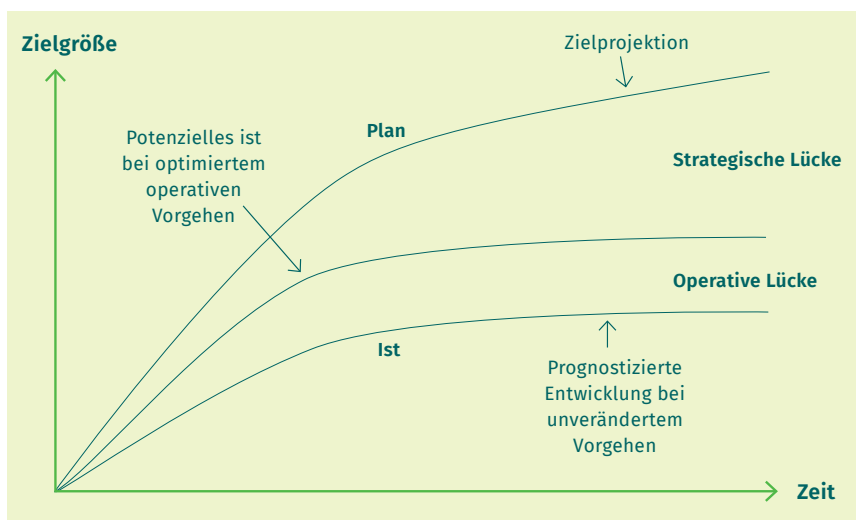 Zielgröße
Zielprojektion
Plan
Potenzielles ist
bei optimiertem
operativen
Vorgehen
Strategische Lücke
Operative Lücke
Ist
Prognostizierte
Entwicklung bei
unverändertem
Vorgehen
Zeit